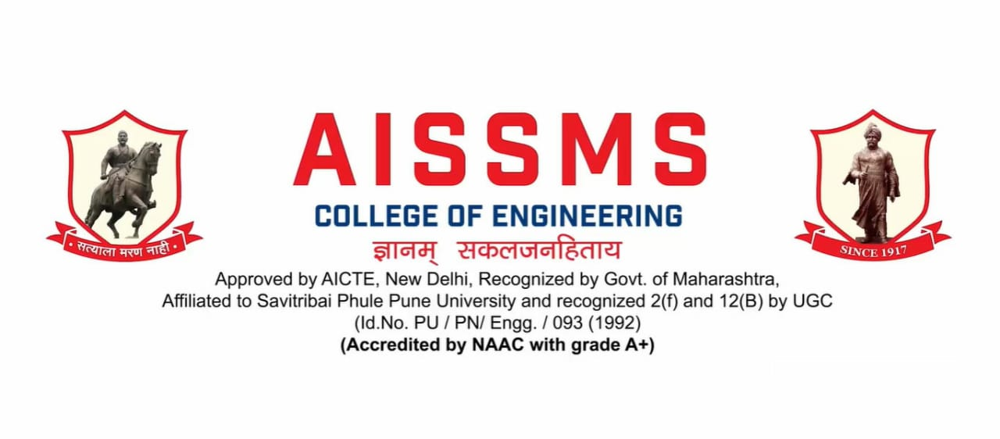 AISSMS
COLLEGE OF ENGINEERING
ज्ञानम् सकलजनहिताय
Approved by AICTE, New Delhi, Recognized by Govt. of Maharashtra,
Affiliated to Savitribai Phule Pune University and recognized 2(f) and 12(B) by UGC
(Id.No. PU / PN/ Engg. / 093 (1992)
(Accredited by NAAC with grade A+)
• सत्याला मरण नाही •
SINCE 1917